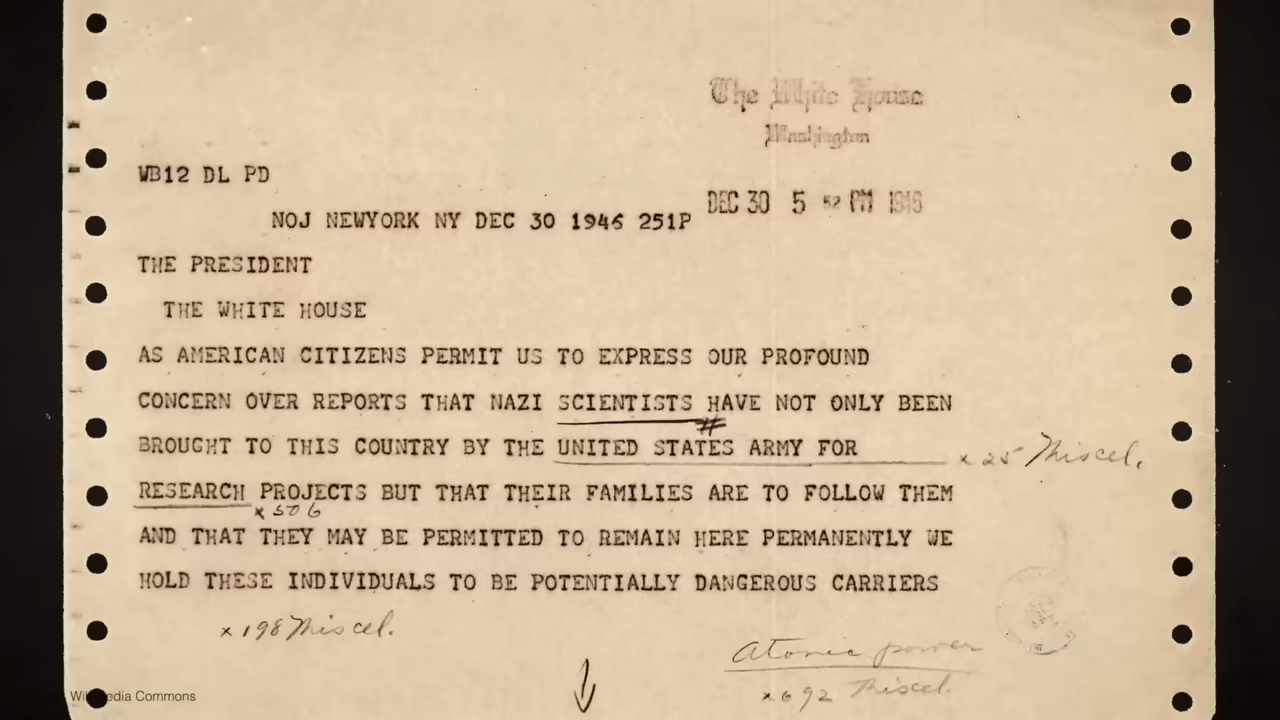 The White House
Washington
WB12 DL PD
DEC 30 5 52 PM 1946
NOJ NEWYORK NY DEC 30 1946 251P
THE PRESIDENT
THE WHITE HOUSE
AS AMERICAN CITIZENS PERMIT US TO EXPRESS OUR PROFOUND
CONCERN OVER REPORTS THAT NAZI SCIENTISTS HAVE NOT ONLY BEEN
#
BROUGHT TO THIS COUNTRY BY THE UNITED STATES ARMY FOR
x25 Miscel.
RESEARCH PROJECTS BUT THAT THEIR FAMILIES ARE TO FOLLOW THEM
x506
AND THAT THEY MAY BE PERMITTED TO REMAIN HERE PERMANENTLY WE
HOLD THESE INDIVIDUALS TO BE POTENTIALLY DANGEROUS CARRIERS
x198 Miscel.
Atomic power
x692 Miscel.
Wikimedia Commons